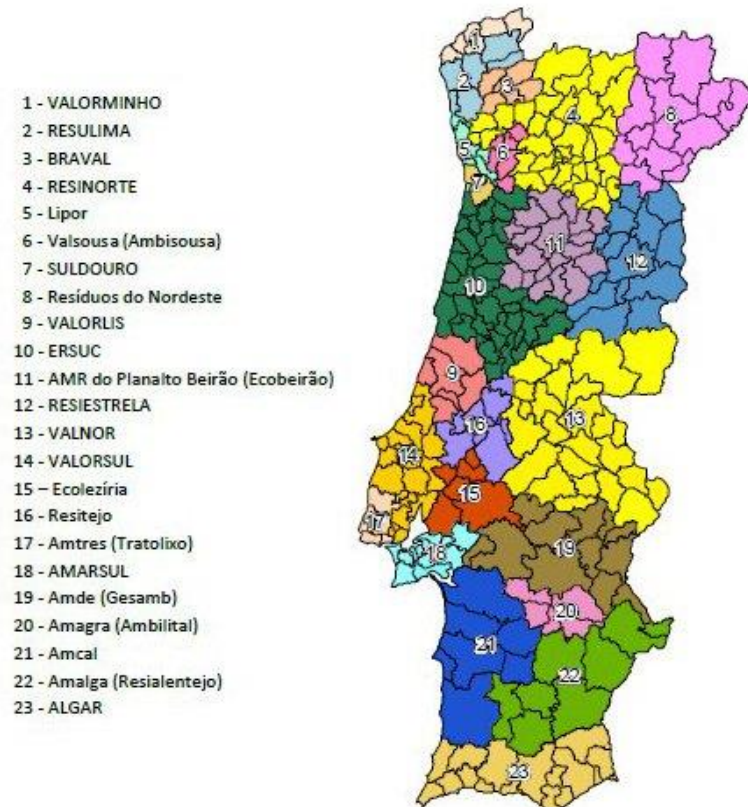 1 - VALORMINHO
2 - RESULIMA
3 - BRAVAL
4 - RESINORTE
5 - Lipor
6 - Valsousa (Ambisousa)
7 - SULDOURO
8 - Resíduos do Nordeste
9 - VALORLIS
10 - ERSUC
11 - AMR do Planalto Beirão (Ecobeirão)
12 - RESIESTRELA
13 - VALNOR
14 - VALORSUL
15 – Ecolezíria
16 - Resitejo
17 - Amtres (Tratolixo)
18 - AMARSUL
19 - Amde (Gesamb)
20 - Amagra (Ambilital)
21 - Amcal
22 - Amalga (Resialentejo)
23 - ALGAR
1
2
3
4
8
5
6
7
11
12
10
9
13
16
14
15
17
18
19
20
21
22
23